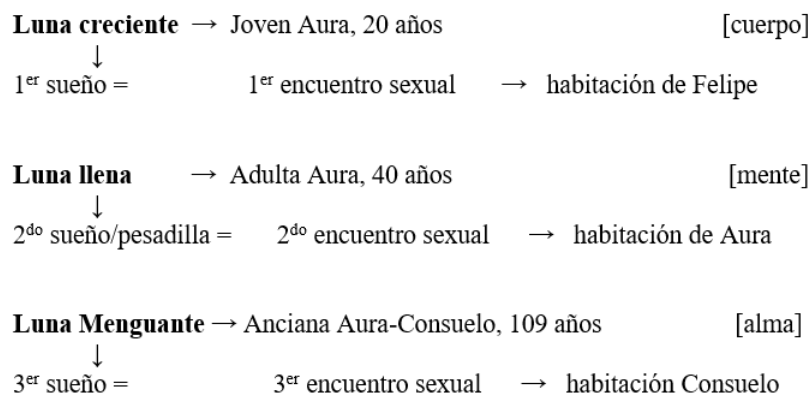 Luna creciente → Joven Aura, 20 años [cuerpo]
↓
1er sueño = 1er encuentro sexual → habitación de Felipe
Luna llena → Adulta Aura, 40 años [mente]
↓
2do sueño/pesadilla = 2do encuentro sexual → habitación de Aura
Luna Menguante → Anciana Aura-Consuelo, 109 años [alma]
↓
3er sueño = 3er encuentro sexual → habitación Consuelo